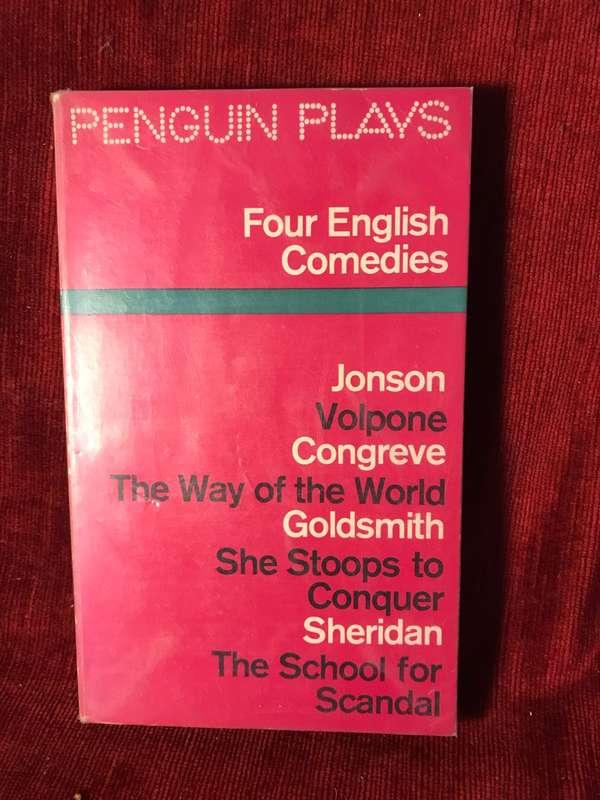 PENGUIN PLAYS
Four English
Comedies
Jonson
Volpone
Congreve
The Way of the World
Goldsmith
She Stoops to
Conquer
Sheridan
The School for
Scandal